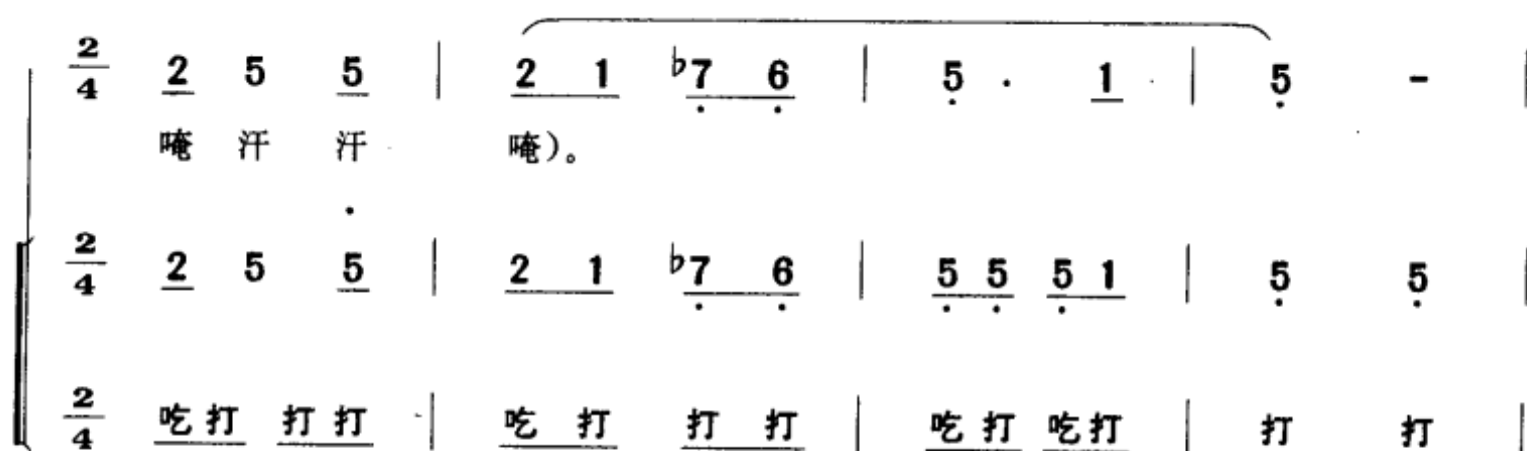 2/4 2 5 5 | 2 1 ♭7 6 | 5 · 1 | 5 - |
唵 汗 汗 唵）。
2/4 2 5 5 | 2 1 ♭7 6 | 5 5 5 1 | 5 5 |
2/4 吃打 打打 | 吃打 打打 | 吃打 吃打 | 打 打 |